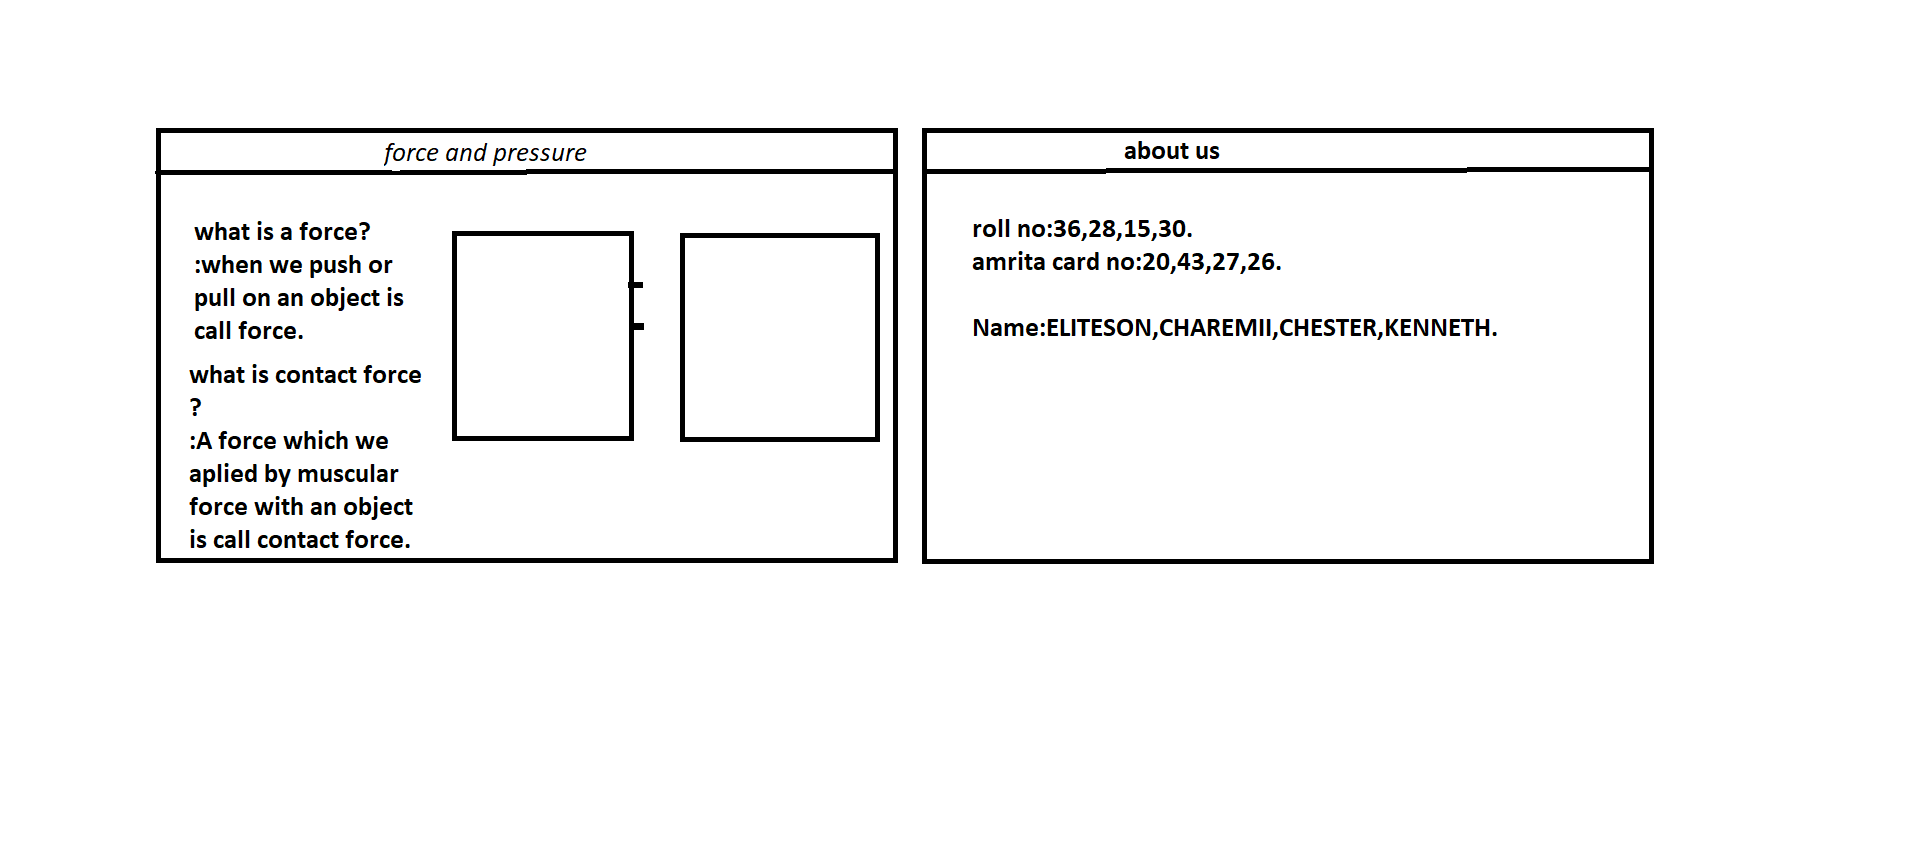 force and pressure
what is a force?
:when we push or
pull on an object is
call force.
what is contact force
?
:A force which we
aplied by muscular
force with an object
is call contact force.
about us
roll no:36,28,15,30.
amrita card no:20,43,27,26.
Name:ELITESON,CHAREMII,CHESTER,KENNETH.